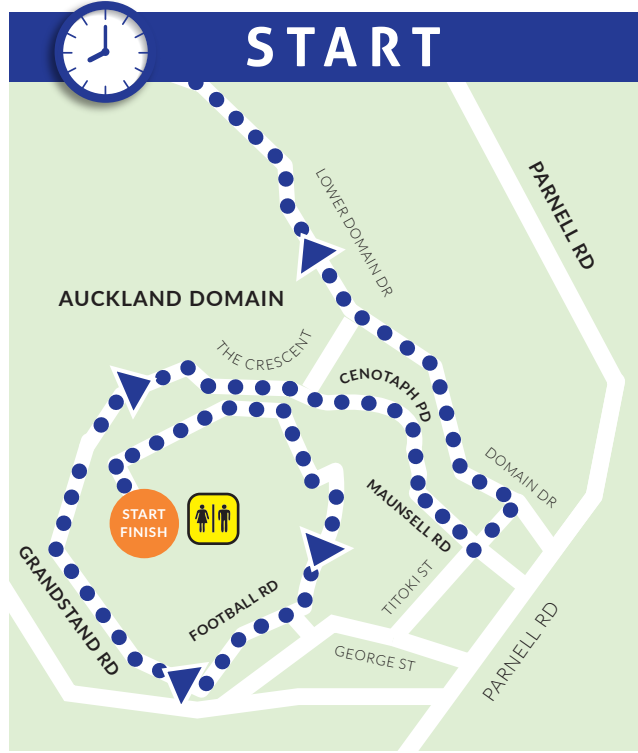 START
PARNELL RD
LOWER DOMAIN DR
AUCKLAND DOMAIN
THE CRESCENT
CENOTAPH PD
DOMAIN DR
MAUNSELL RD
START
FINISH
GRANDSTAND RD
FOOTBALL RD
TITOKI ST
GEORGE ST
PARNELL RD